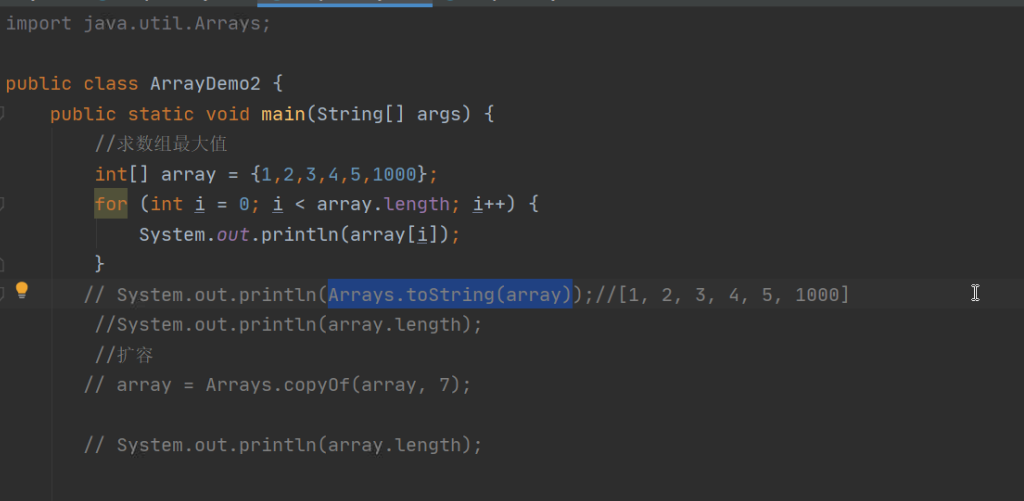 import java.util.Arrays;
public class ArrayDemo2 {
public static void main(String[] args) {
//求数组最大值
int[] array = {1,2,3,4,5,1000};
for (int i = 0; i < array.length; i++) {
System.out.println(array[i]);
}
// System.out.println(Arrays.toString(array));//[1, 2, 3, 4, 5, 1000]
//System.out.println(array.length);
//扩容
// array = Arrays.copyOf(array, 7);
// System.out.println(array.length);